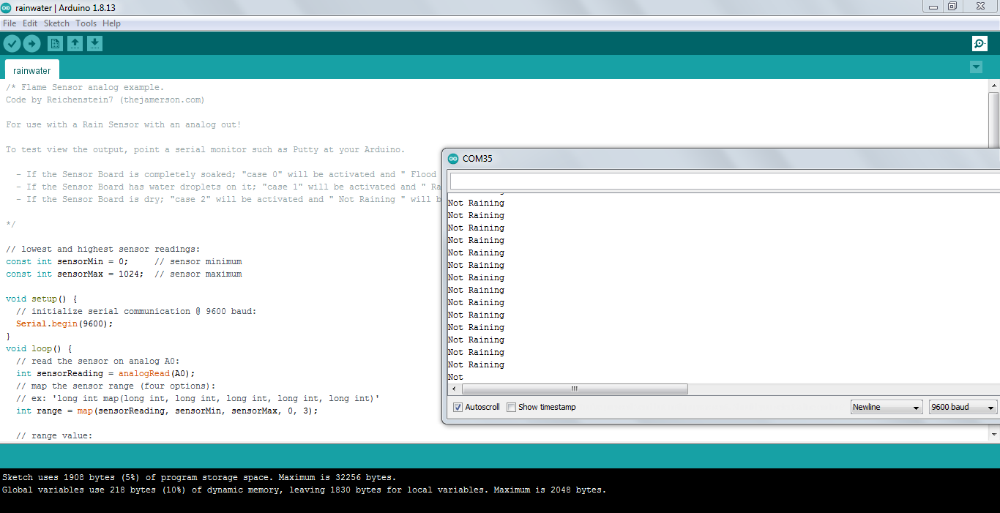 rainwater | Arduino 1.8.13
File Edit Sketch Tools Help
rainwater
/* Flame Sensor analog example.
Code by Reichenstein7 (thejamerson.com)
For use with a Rain Sensor with an analog out!
To test view the output, point a serial monitor such as Putty at your Arduino.
- If the Sensor Board is completely soaked; "case 0" will be activated and " Flood
- If the Sensor Board has water droplets on it; "case 1" will be activated and " Ra
- If the Sensor Board is dry; "case 2" will be activated and " Not Raining " will b
*/
// lowest and highest sensor readings:
const int sensorMin = 0;     // sensor minimum
const int sensorMax = 1024;  // sensor maximum
void setup() {
// initialize serial communication @ 9600 baud:
Serial.begin(9600);
}
void loop() {
// read the sensor on analog A0:
int sensorReading = analogRead(A0);
// map the sensor range (four options):
// ex: 'long int map(long int, long int, long int, long int, long int)'
int range = map(sensorReading, sensorMin, sensorMax, 0, 3);
// range value:
COM35
Not Raining
Not Raining
Not Raining
Not Raining
Not Raining
Not Raining
Not Raining
Not Raining
Not Raining
Not Raining
Not Raining
Not Raining
Not Raining
Not Raining
Not
Autoscroll Show timestamp Newline 9600 baud
Sketch uses 1908 bytes (5%) of program storage space. Maximum is 32256 bytes.
Global variables use 218 bytes (10%) of dynamic memory, leaving 1830 bytes for local variables. Maximum is 2048 bytes.